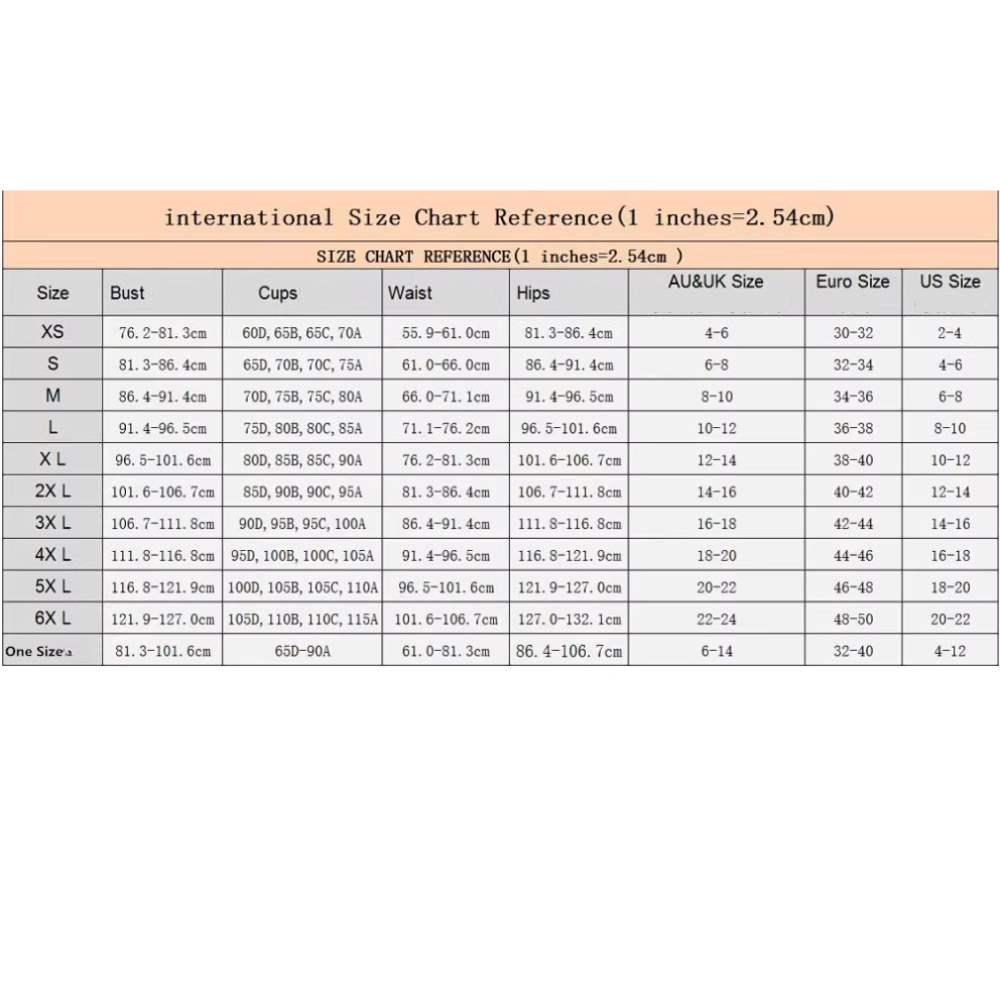 international Size Chart Reference(1 inches=2.54cm)
SIZE CHART REFERENCE(1 inches=2.54cm )
Size Bust Cups Waist Hips AU&UK Size Euro Size US Size
XS 76.2-81.3cm 60D, 65B, 65C, 70A 55.9-61.0cm 81.3-86.4cm 4-6 30-32 2-4
S 81.3-86.4cm 65D, 70B, 70C, 75A 61.0-66.0cm 86.4-91.4cm 6-8 32-34 4-6
M 86.4-91.4cm 70D, 75B, 75C, 80A 66.0-71.1cm 91.4-96.5cm 8-10 34-36 6-8
L 91.4-96.5cm 75D, 80B, 80C, 85A 71.1-76.2cm 96.5-101.6cm 10-12 36-38 8-10
X L 96.5-101.6cm 80D, 85B, 85C, 90A 76.2-81.3cm 101.6-106.7cm 12-14 38-40 10-12
2X L 101.6-106.7cm 85D, 90B, 90C, 95A 81.3-86.4cm 106.7-111.8cm 14-16 40-42 12-14
3X L 106.7-111.8cm 90D, 95B, 95C, 100A 86.4-91.4cm 111.8-116.8cm 16-18 42-44 14-16
4X L 111.8-116.8cm 95D, 100B, 100C, 105A 91.4-96.5cm 116.8-121.9cm 18-20 44-46 16-18
5X L 116.8-121.9cm 100D, 105B, 105C, 110A 96.5-101.6cm 121.9-127.0cm 20-22 46-48 18-20
6X L 121.9-127.0cm 105D, 110B, 110C, 115A 101.6-106.7cm 127.0-132.1cm 22-24 48-50 20-22
One Size 81.3-101.6cm 65D-90A 61.0-81.3cm 86.4-106.7cm 6-14 32-40 4-12